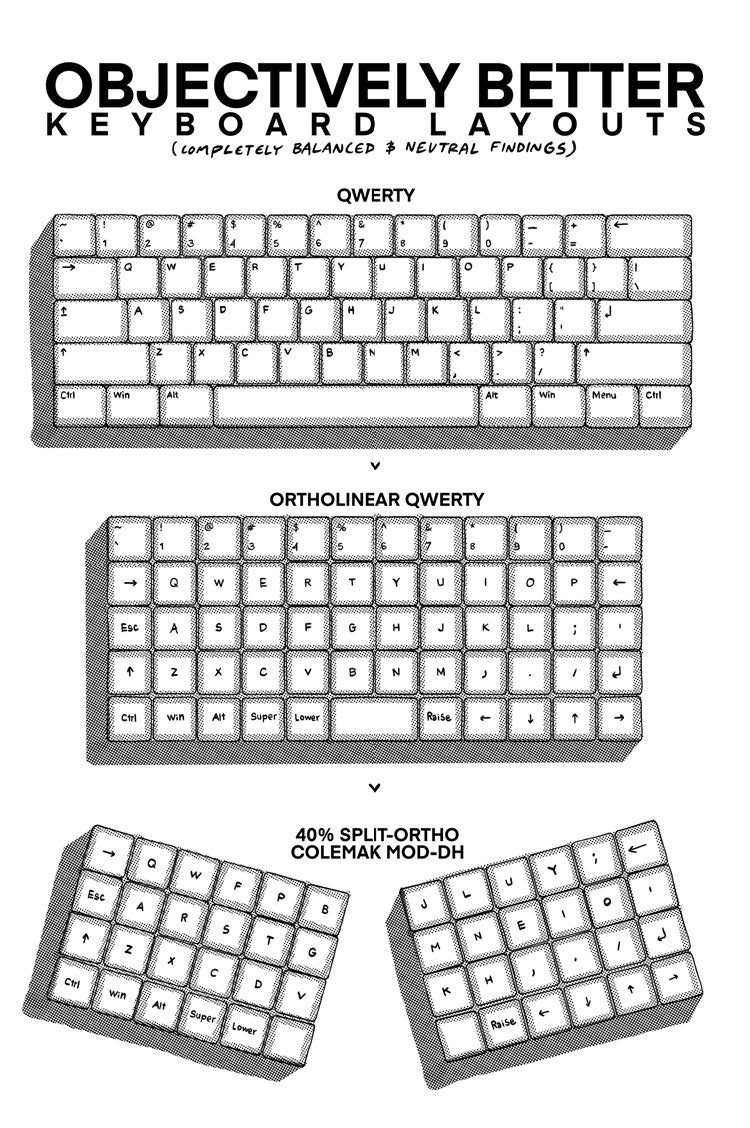 OBJECTIVELY BETTER
KEYBOARD LAYOUTS
(COMPLETELY BALANCED & NEUTRAL FINDINGS)
QWERTY
~ ! @ # $ % ^ & * ( ) _ + ←
` 1 2 3 4 5 6 7 8 9 0 - =
→ Q W E R T Y U I O P { } |
[ ] \
↥ A S D F G H J K L : " ↲
; '
↑ Z X C V B N M < > ? ↑
, . /
Ctrl Win Alt Alt Win Menu Ctrl
ORTHOLINEAR QWERTY
~ ! @ # $ % ^ & * ( ) _
` 1 2 3 4 5 6 7 8 9 0 -
→ Q W E R T Y U I O P ←
Esc A S D F G H J K L ; '
↑ Z X C V B N M , . / ↲
Ctrl Win Alt Super Lower Raise ← ↓ ↑ →
40% SPLIT-ORTHO
COLEMAK MOD-DH
→ Q W F P B
Esc A R S T G
↑ Z X C D V
Ctrl Win Alt Super Lower
J L U Y ; ←
M N E I O '
K H , . / ↲
Raise ← ↓ ↑ →